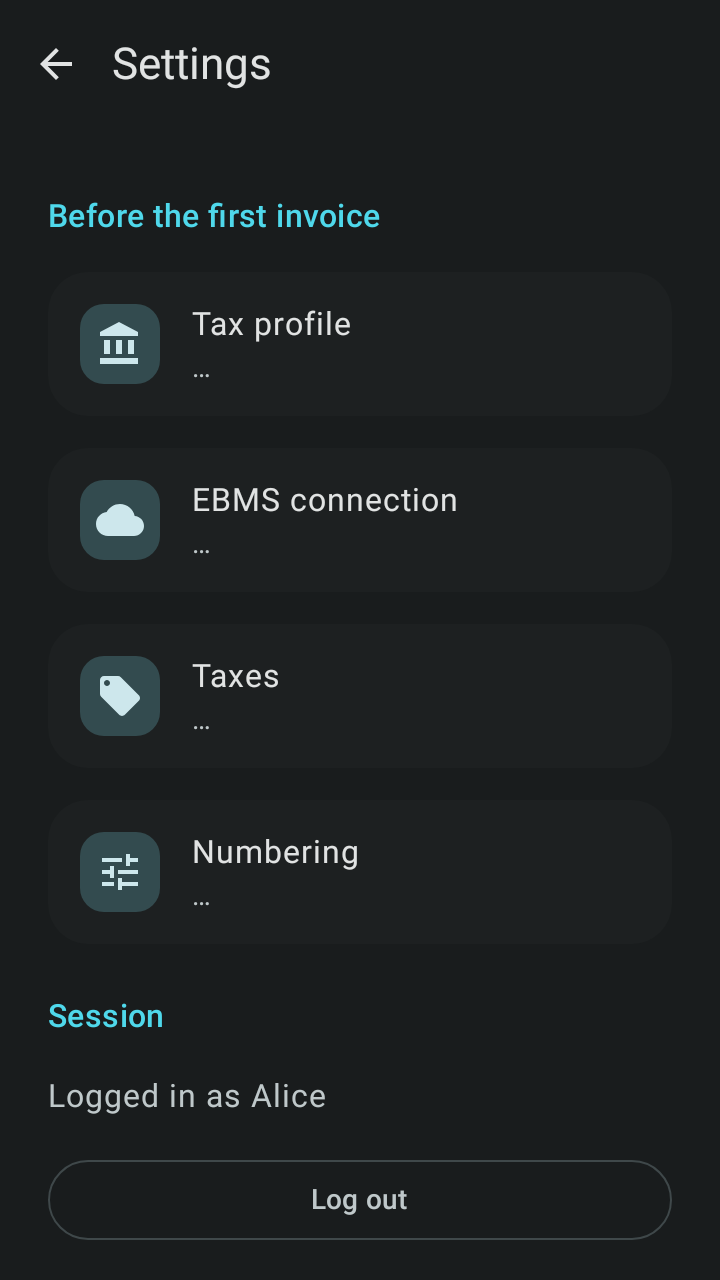 Settings
Before the first invoice
Tax profile
…
EBMS connection
…
Taxes
…
Numbering
…
Session
Logged in as Alice
Log out